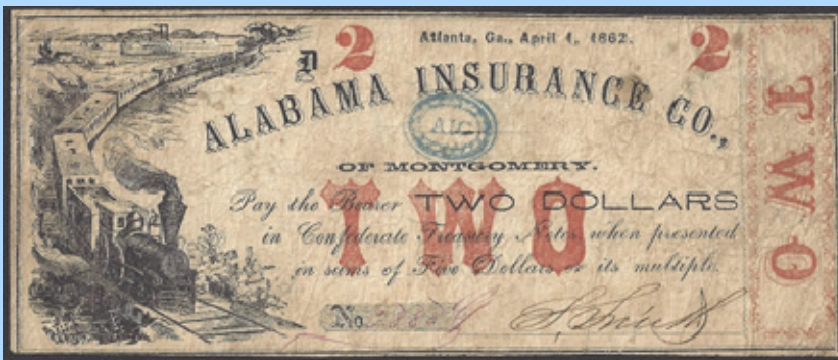 Atlanta, Ga., April 1, 1862.
2 2
D
ALABAMA INSURANCE CO.,
AIC
OF MONTGOMERY.
TWO
Pay the Bearer TWO DOLLARS
in Confederate Treasury Notes, when presented
in sums of Five Dollars or its multiple.
No.
TWO